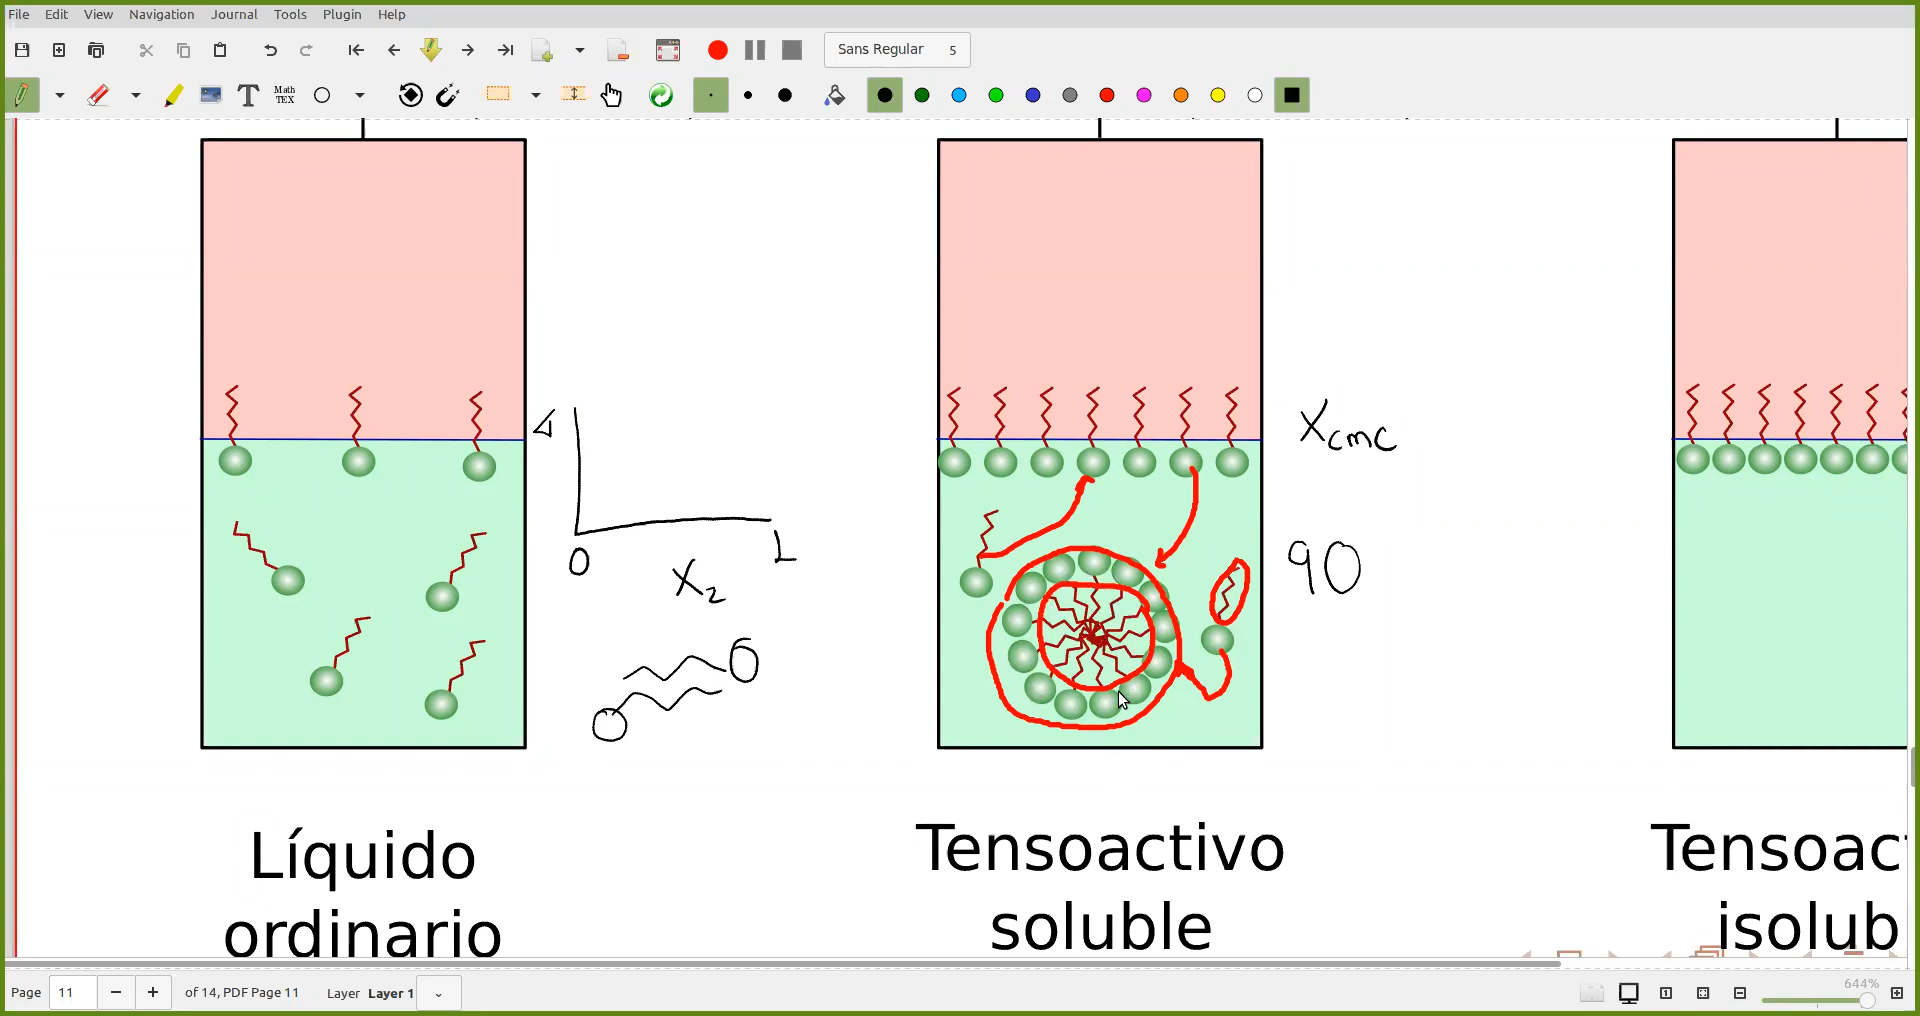 File Edit View Navigation Journal Tools Plugin Help
Sans Regular 5
T Math TEX
Δ
0
1
X2
Xcmc
90
Líquido
ordinario
Tensoactivo
soluble
Tensoac
isolub
Page 11 of 14, PDF Page 11 Layer Layer 1
644%